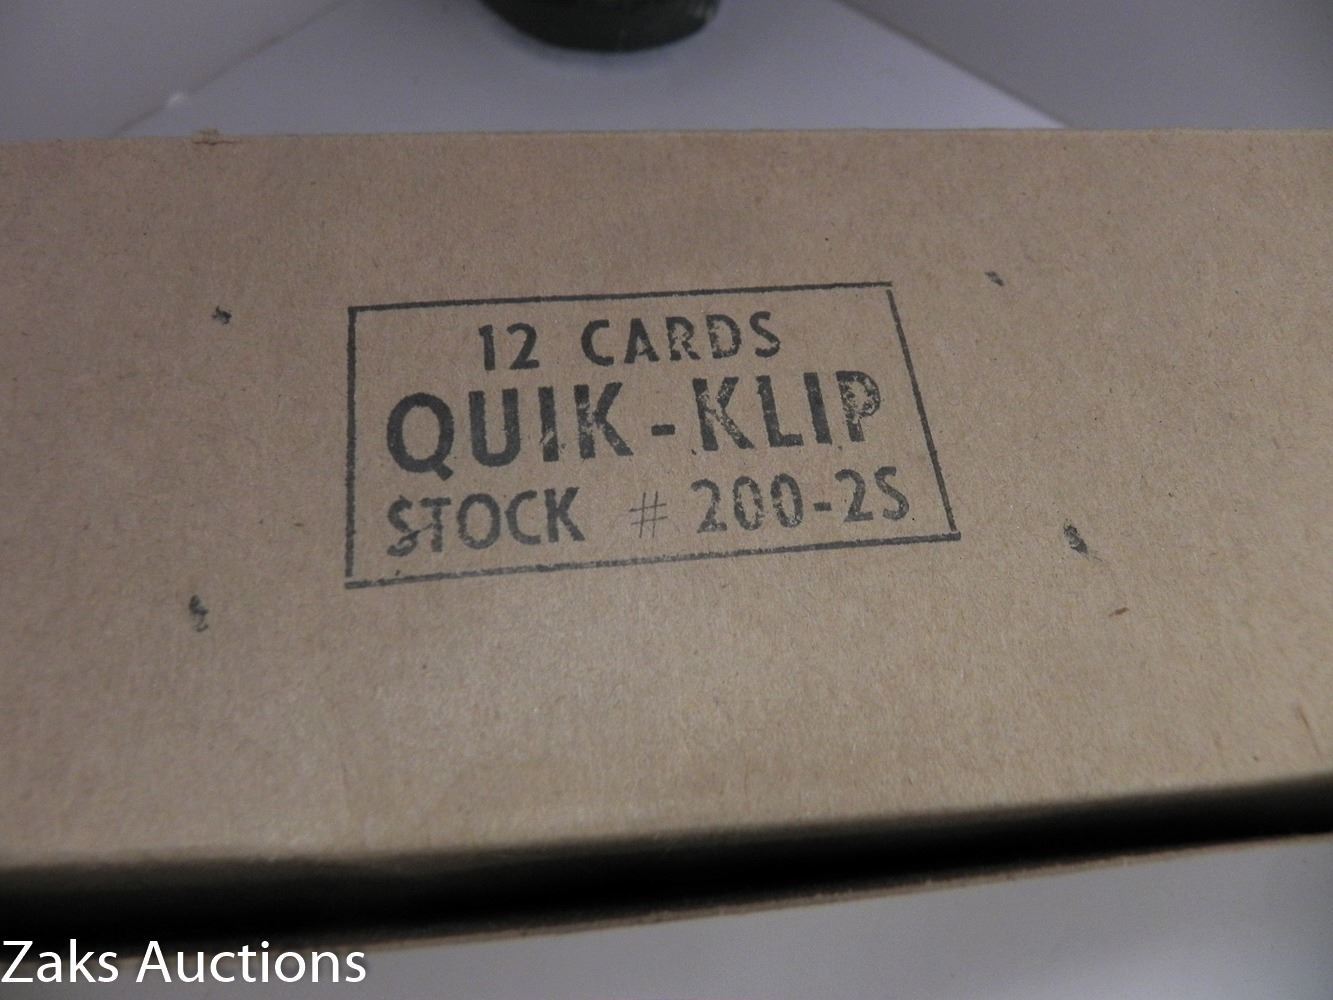 12 CARDS
QUIK-KLIP
STOCK # 200-2S
Zaks Auctions